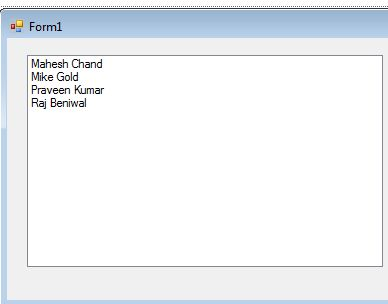 Form1
Mahesh Chand
Mike Gold
Praveen Kumar
Raj Beniwal